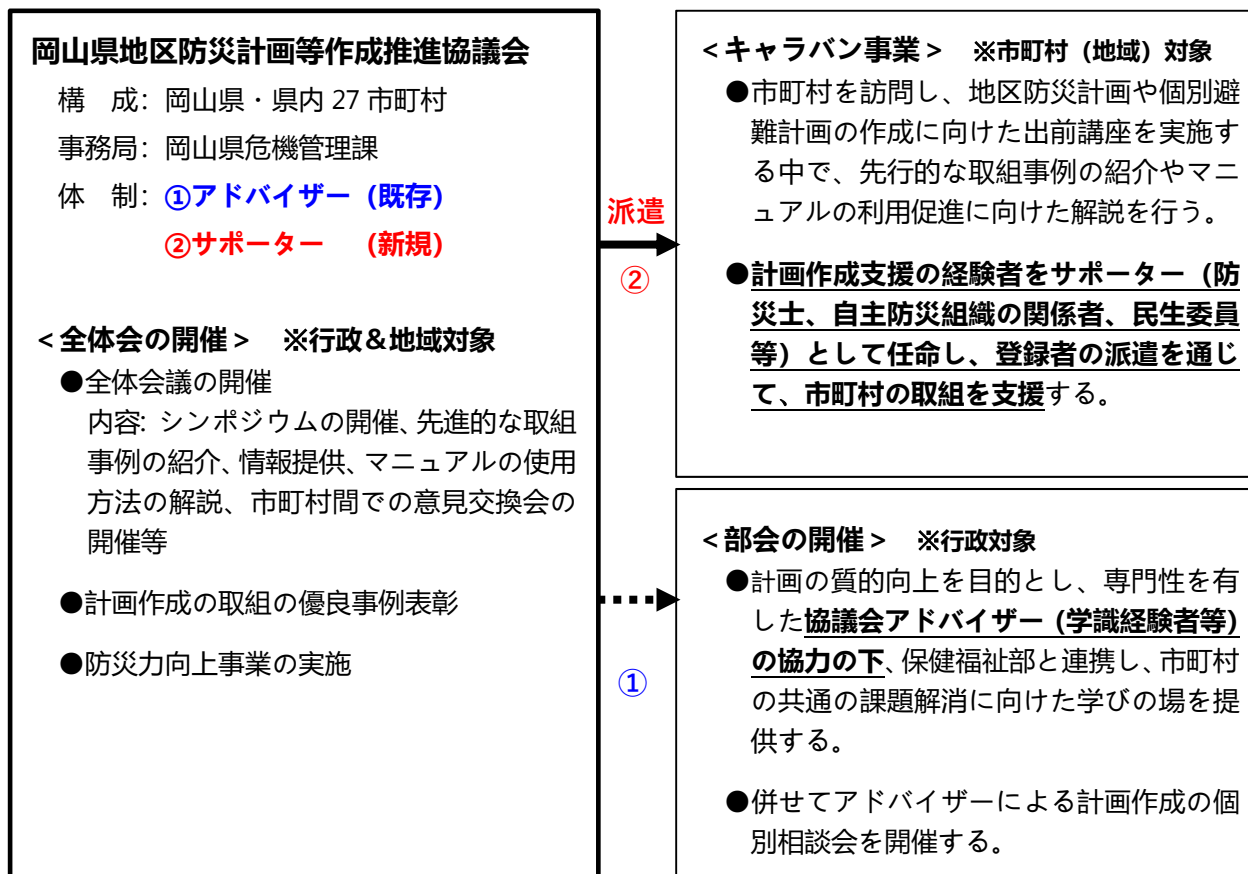 岡山県地区防災計画等作成推進協議会
構　成：岡山県・県内 27 市町村
事務局：岡山県危機管理課
体　制：①アドバイザー（既存）
②サポーター　（新規）
＜全体会の開催＞　※行政＆地域対象
●全体会議の開催
内容: シンポジウムの開催、先進的な取組
事例の紹介、情報提供、マニュアルの使用
方法の解説、市町村間での意見交換会の
開催等
●計画作成の取組の優良事例表彰
●防災力向上事業の実施
派遣
②
①
＜キャラバン事業＞　※市町村（地域）対象
●市町村を訪問し、地区防災計画や個別避
難計画の作成に向けた出前講座を実施す
る中で、先行的な取組事例の紹介やマニ
ュアルの利用促進に向けた解説を行う。
●計画作成支援の経験者をサポーター（防
災士、自主防災組織の関係者、民生委員
等）として任命し、登録者の派遣を通じ
て、市町村の取組を支援する。
＜部会の開催＞　※行政対象
●計画の質的向上を目的とし、専門性を有
した協議会アドバイザー（学識経験者等）
の協力の下、保健福祉部と連携し、市町村
の共通の課題解消に向けた学びの場を提
供する。
●併せてアドバイザーによる計画作成の個
別相談会を開催する。